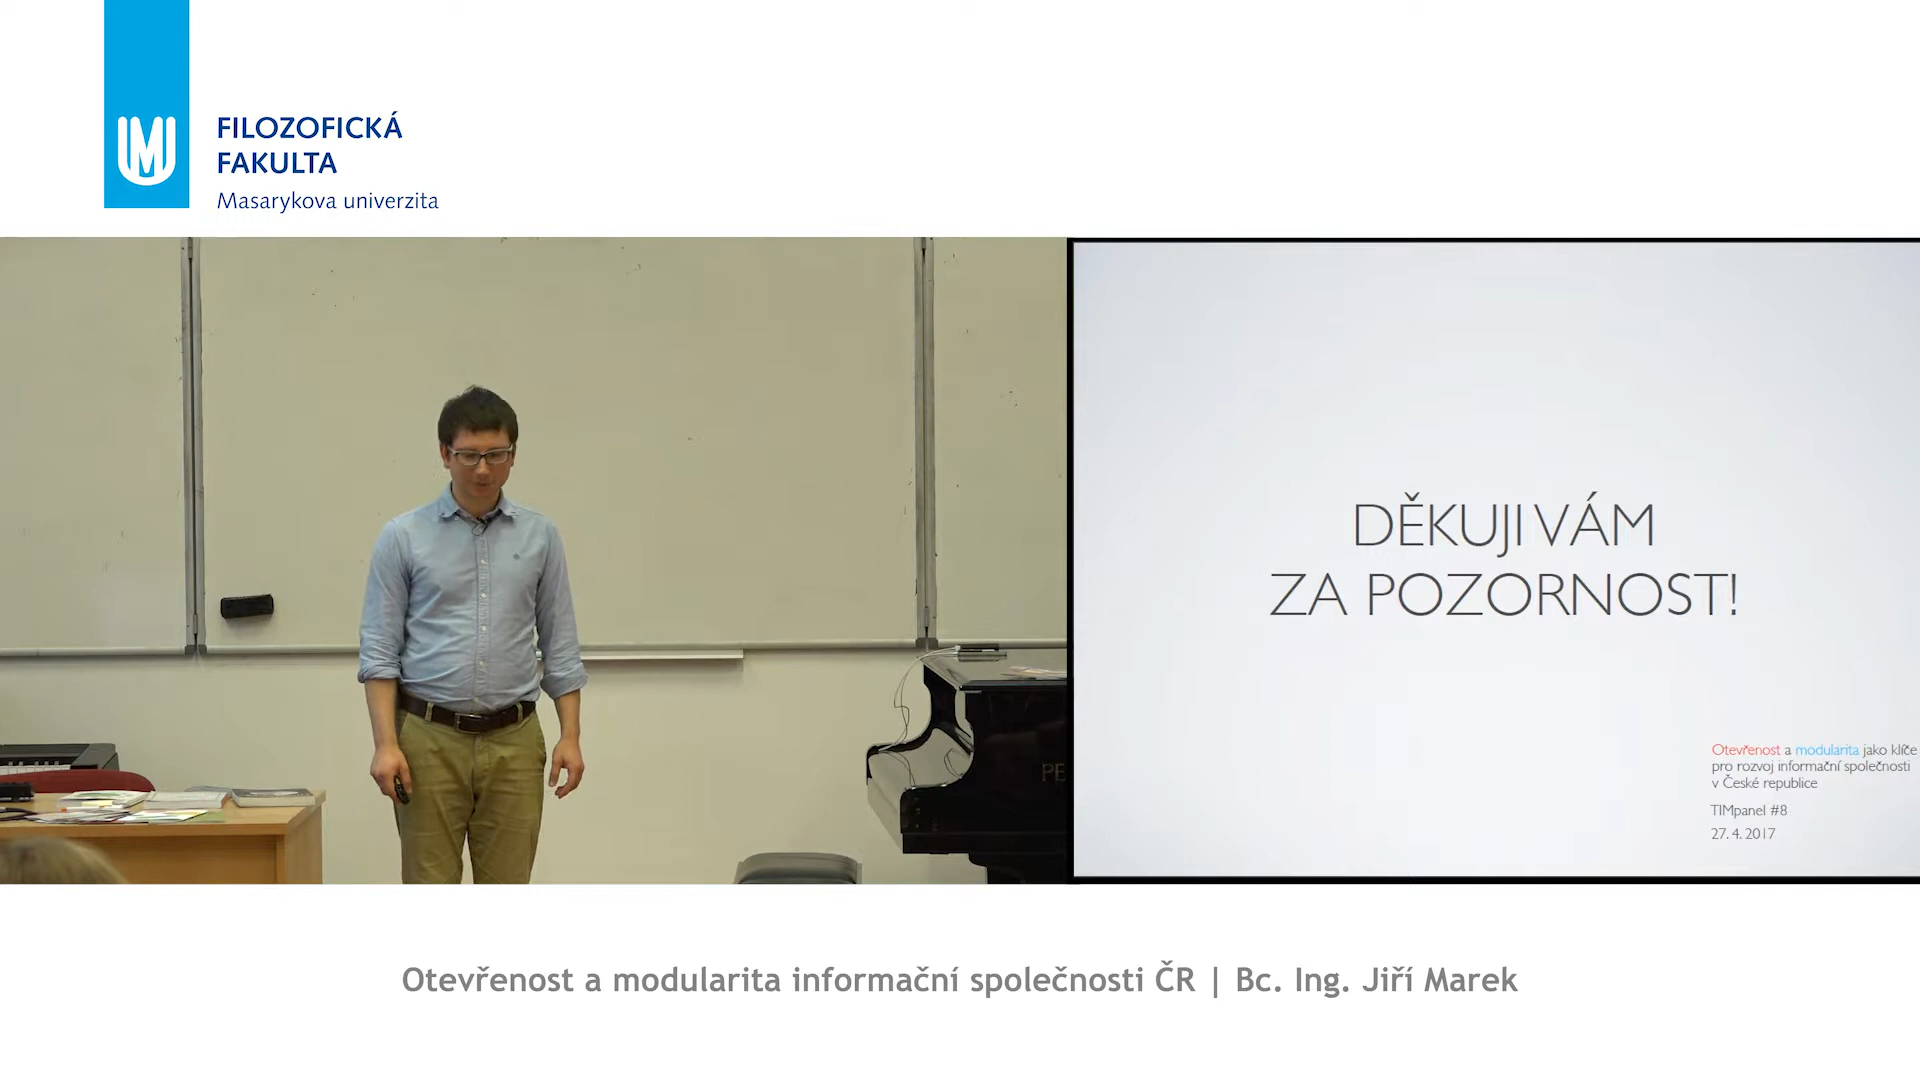 FILOZOFICKÁ
FAKULTA
Masarykova univerzita
DĚKUJI VÁM
ZA POZORNOST!
Otevřenost a modularita jako klíče
pro rozvoj informační společnosti
v České republice
TIMpanel #8
27. 4. 2017
PE
Otevřenost a modularita informační společnosti ČR | Bc. Ing. Jiří Marek